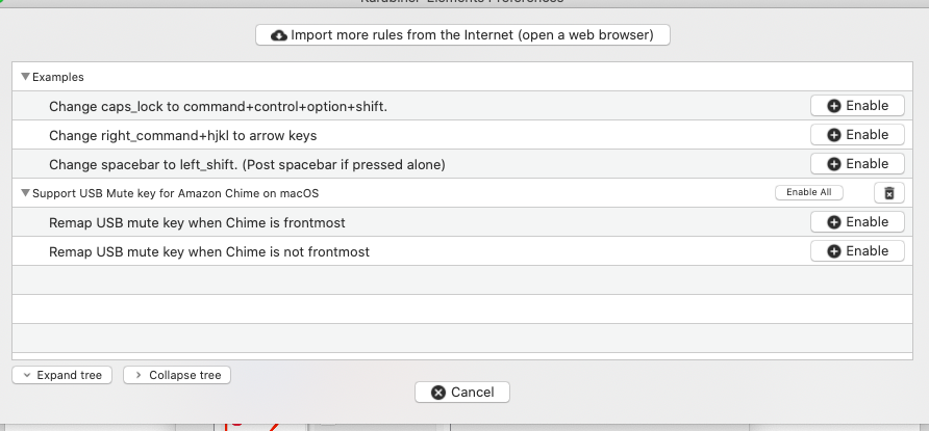 Karabiner-Elements Preferences
Import more rules from the Internet (open a web browser)
Examples
Change caps_lock to command+control+option+shift.
Enable
Change right_command+hjkl to arrow keys
Enable
Change spacebar to left_shift. (Post spacebar if pressed alone)
Enable
Support USB Mute key for Amazon Chime on macOS
Enable All
Remap USB mute key when Chime is frontmost
Enable
Remap USB mute key when Chime is not frontmost
Enable
Expand tree
Collapse tree
Cancel